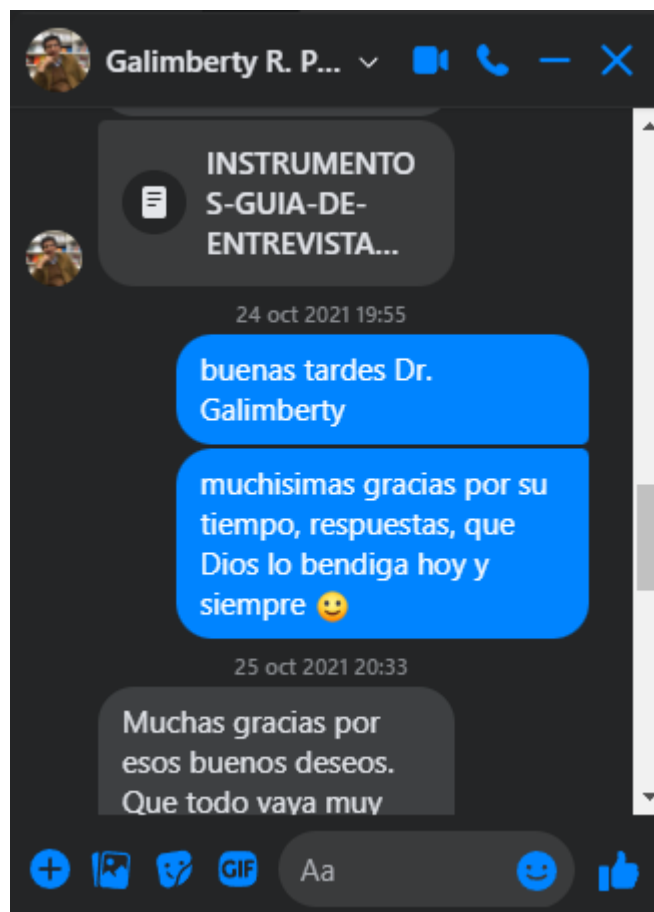 Galimberty R. P...
INSTRUMENTO
S-GUIA-DE-
ENTREVISTA...
24 oct 2021 19:55
buenas tardes Dr.
Galimberty
muchisimas gracias por su
tiempo, respuestas, que
Dios lo bendiga hoy y
siempre 🙂
25 oct 2021 20:33
Muchas gracias por
esos buenos deseos.
Que todo vaya muy
GIF
Aa